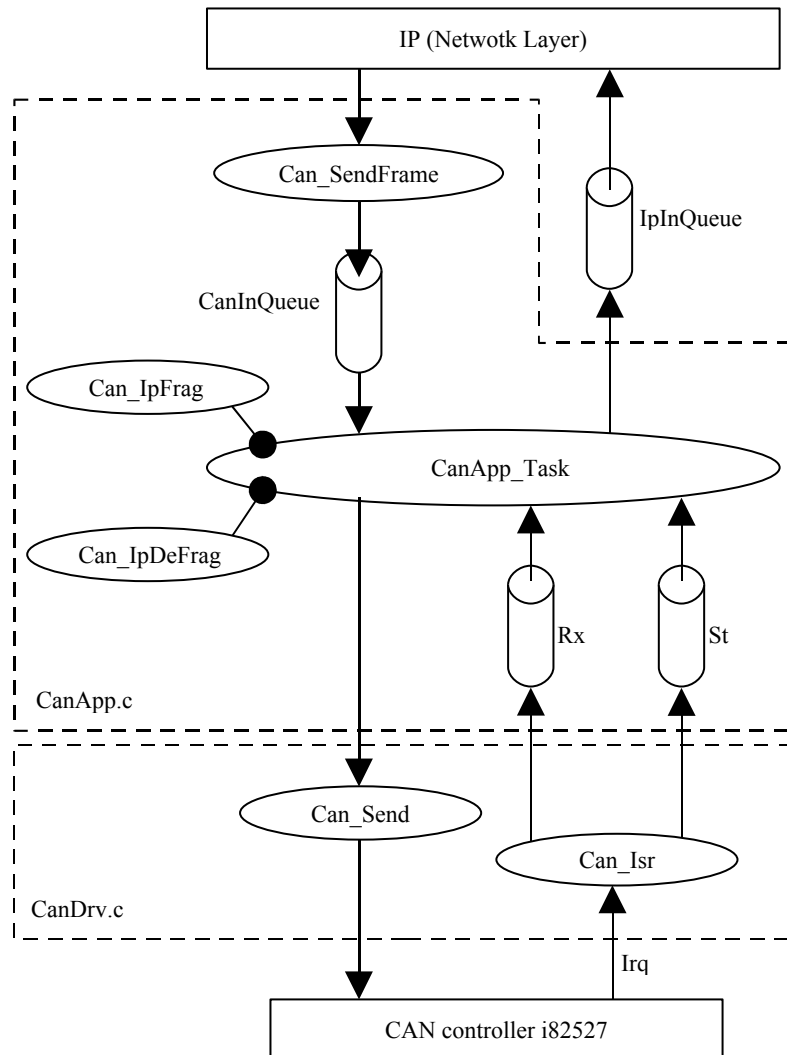 IP (Netwotk Layer)
Can_SendFrame
IpInQueue
CanInQueue
Can_IpFrag
CanApp_Task
Can_IpDeFrag
Rx
St
CanApp.c
Can_Send
Can_Isr
CanDrv.c
Irq
CAN controller i82527